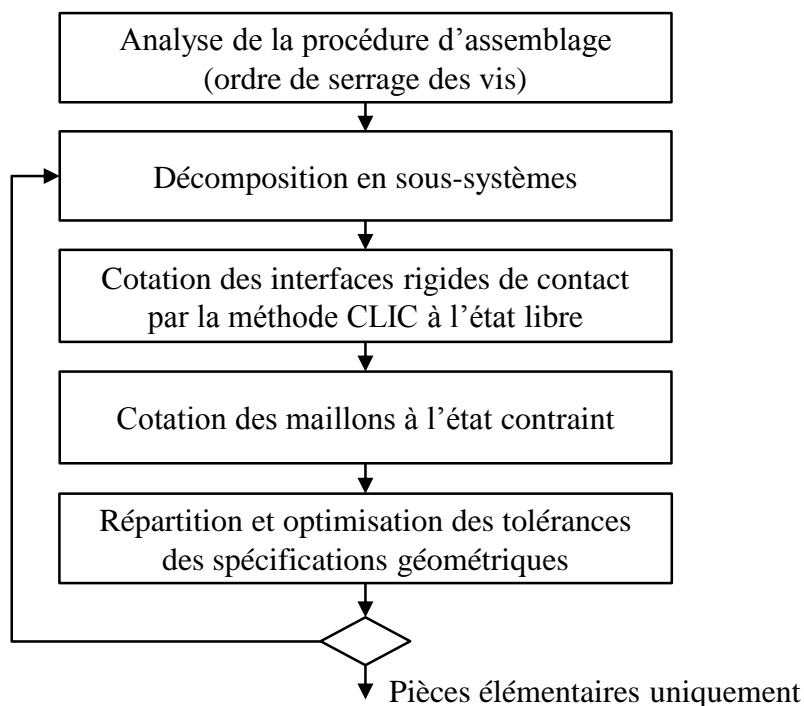 Analyse de la procédure d’assemblage
(ordre de serrage des vis)
Décomposition en sous-systèmes
Cotation des interfaces rigides de contact
par la méthode CLIC à l’état libre
Cotation des maillons à l’état contraint
Répartition et optimisation des tolérances
des spécifications géométriques
Pièces élémentaires uniquement